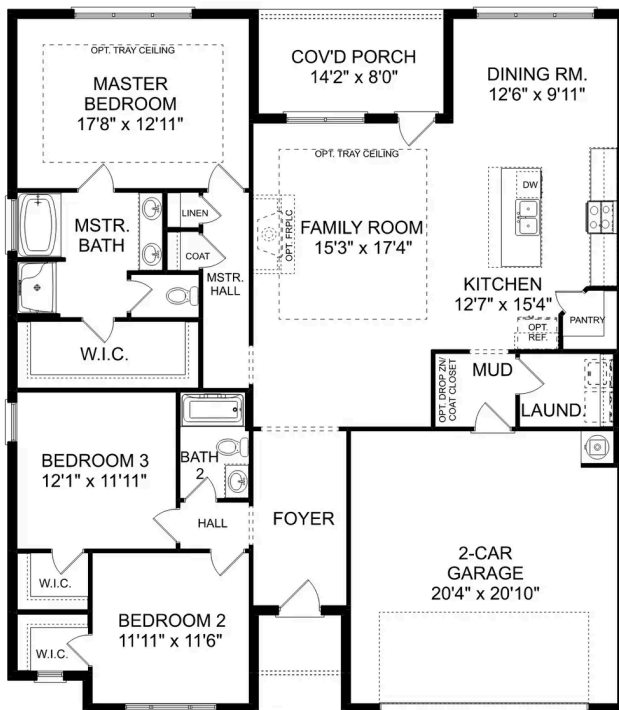 OPT. TRAY CEILING
MASTER
BEDROOM
17'8" x 12'11"
COV'D PORCH
14'2" x 8'0"
DINING RM.
12'6" x 9'11"
OPT. TRAY CEILING
MSTR.
BATH
LINEN
COAT
MSTR.
HALL
OPT. FRPLC
FAMILY ROOM
15'3" x 17'4"
DW
KITCHEN
12'7" x 15'4"
OPT.
REF.
PANTRY
W.I.C.
OPT. DROP ZN/
COAT CLOSET
MUD
LAUND.
BEDROOM 3
12'1" x 11'11"
BATH
2
HALL
FOYER
2-CAR
GARAGE
20'4" x 20'10"
W.I.C.
BEDROOM 2
11'11" x 11'6"
W.I.C.